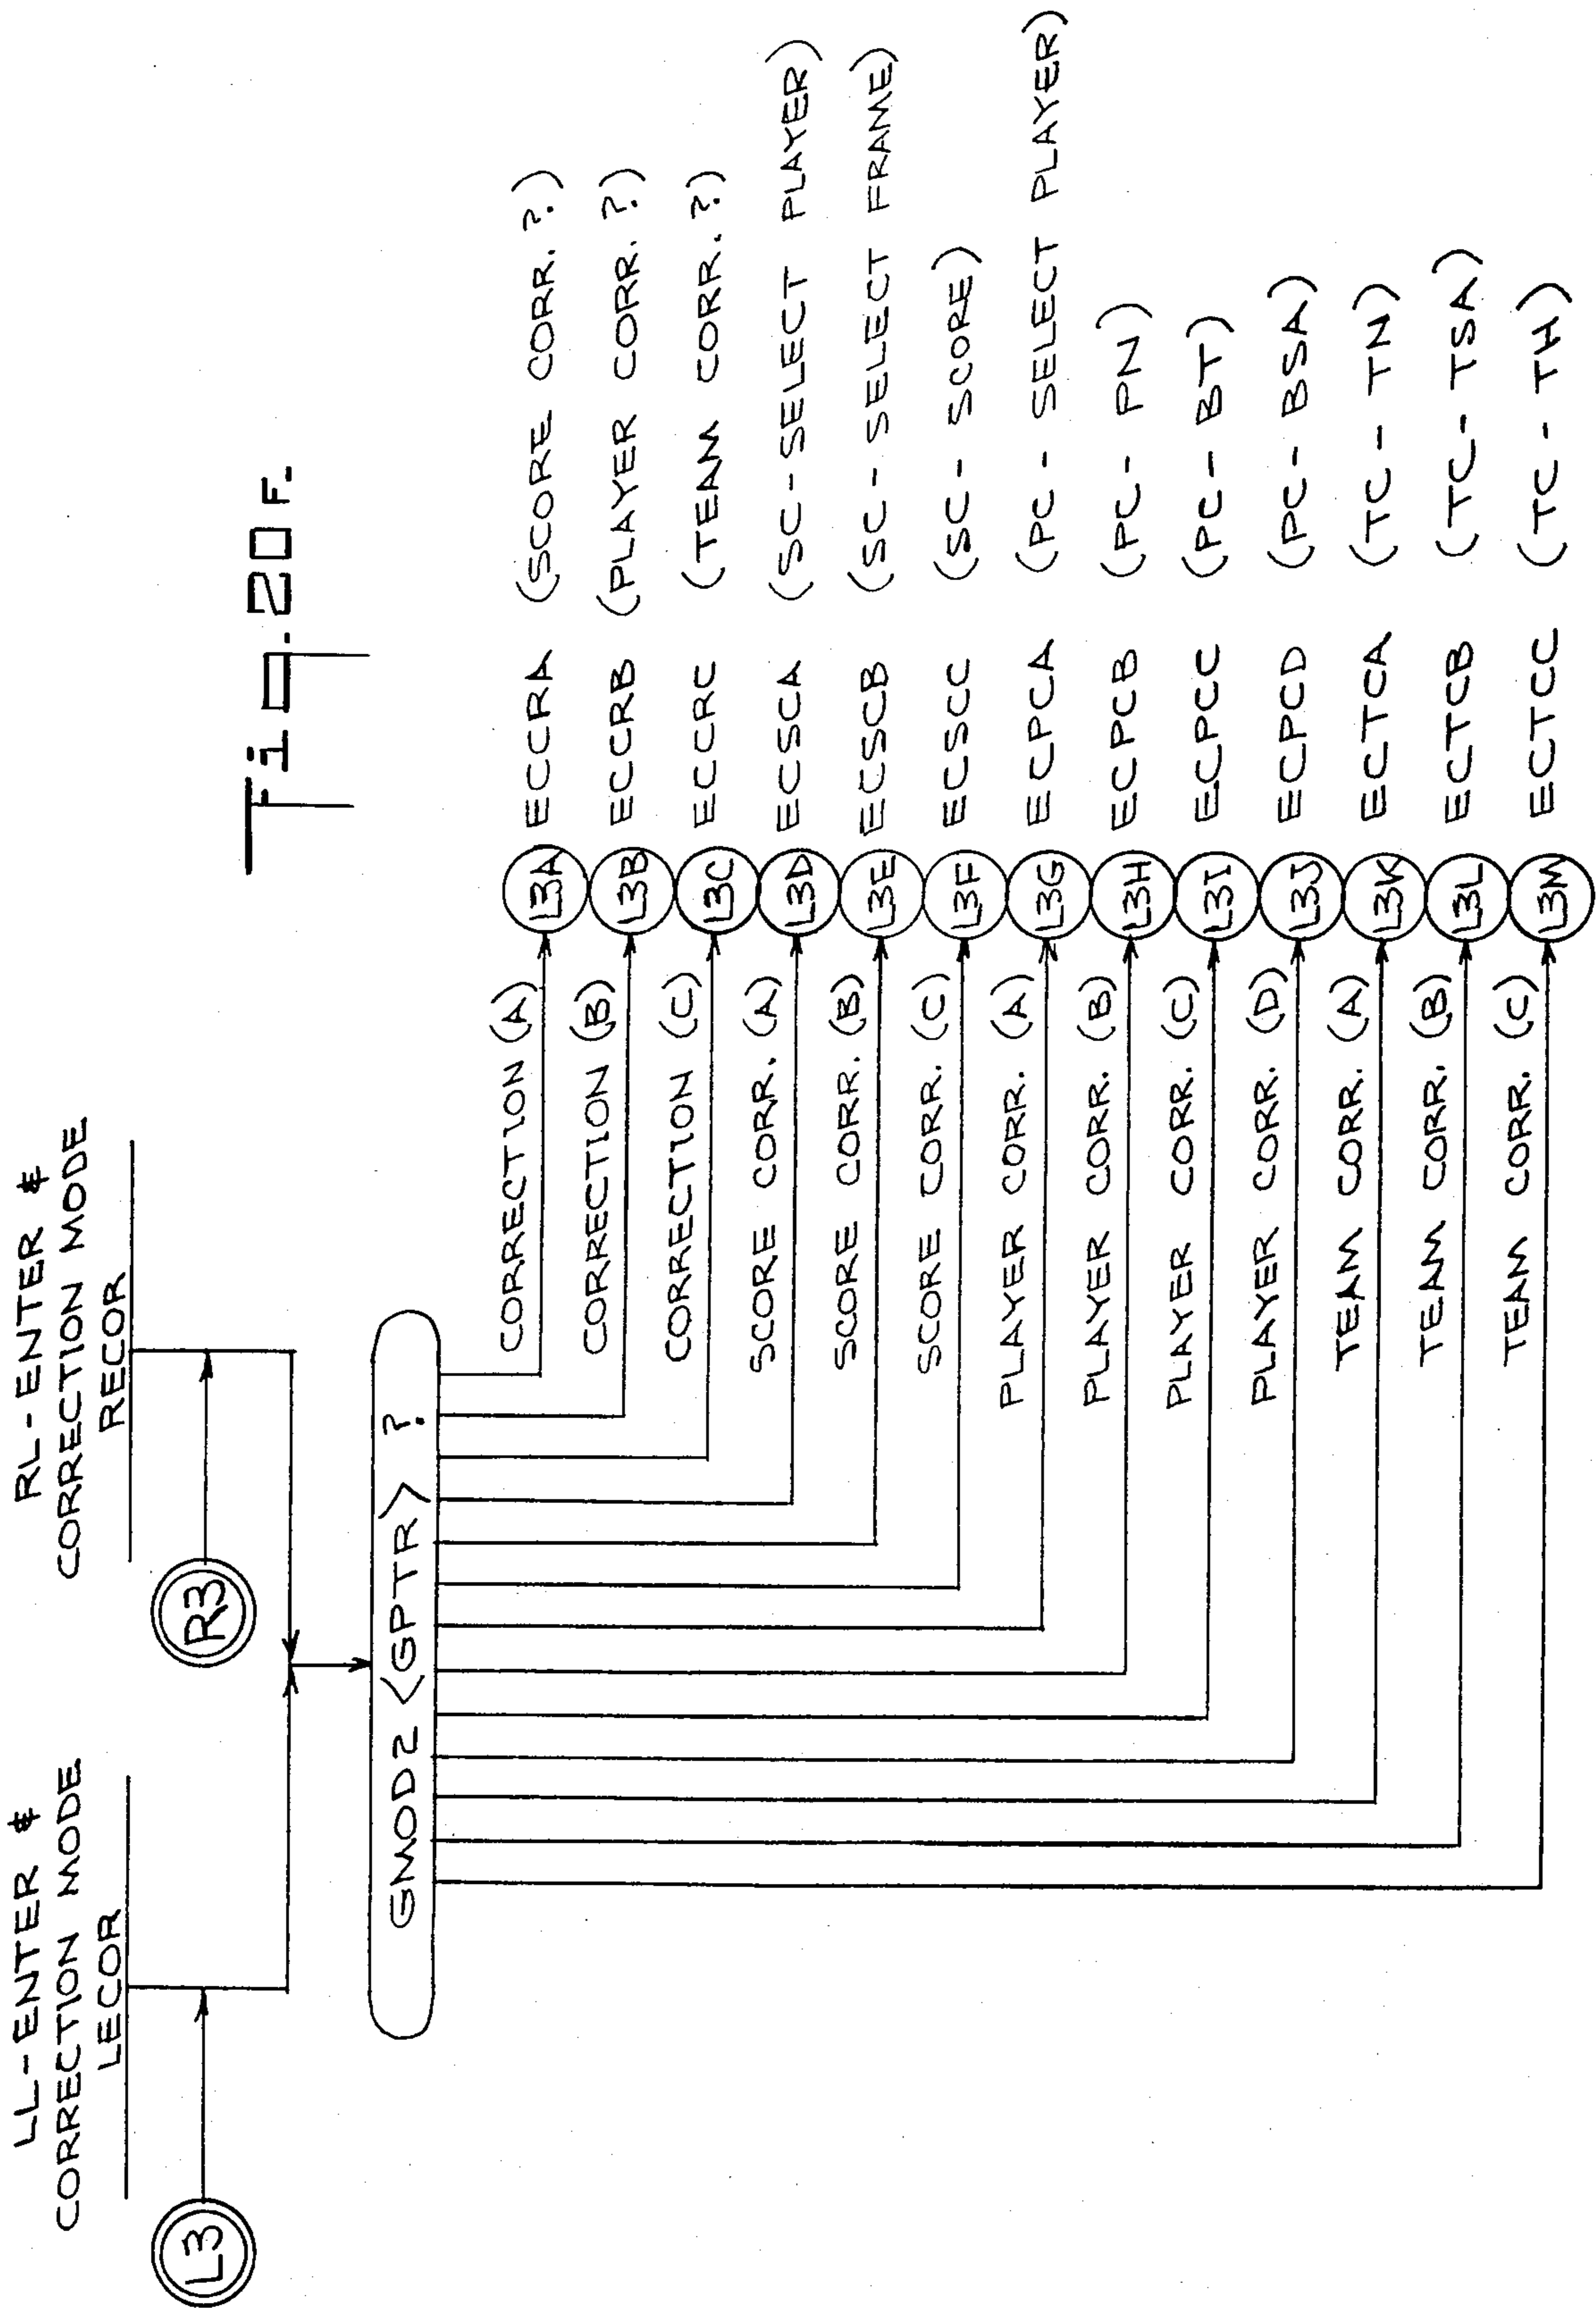 Fig. 20F.
LL-ENTER &
CORRECTION MODE
LECOR
L3
RL-ENTER &
CORRECTION MODE
RECOR
R3
GMOD2 <GPTR> ?
CORRECTION (A) L3A ECCRA (SCORE CORR. ?)
CORRECTION (B) L3B ECCRB (PLAYER CORR. ?)
CORRECTION (C) L3C ECCRC (TEAM CORR. ?)
SCORE CORR. (A) L3D ECSCA (SC-SELECT PLAYER)
SCORE CORR. (B) L3E ECSCB (SC-SELECT FRAME)
SCORE CORR. (C) L3F ECSCC (SC-SCORE)
PLAYER CORR. (A) L3G ECPCA (PC-SELECT PLAYER)
PLAYER CORR. (B) L3H ECPCB (PC-PN)
PLAYER CORR. (C) L3I ECPCC (PC-BT)
PLAYER CORR. (D) L3J ECPCD (PC-BSA)
TEAM CORR. (A) L3K ECTCA (TC-TN)
TEAM CORR. (B) L3L ECTCB (TC-TSA)
TEAM CORR. (C) L3M ECTCC (TC-TH)